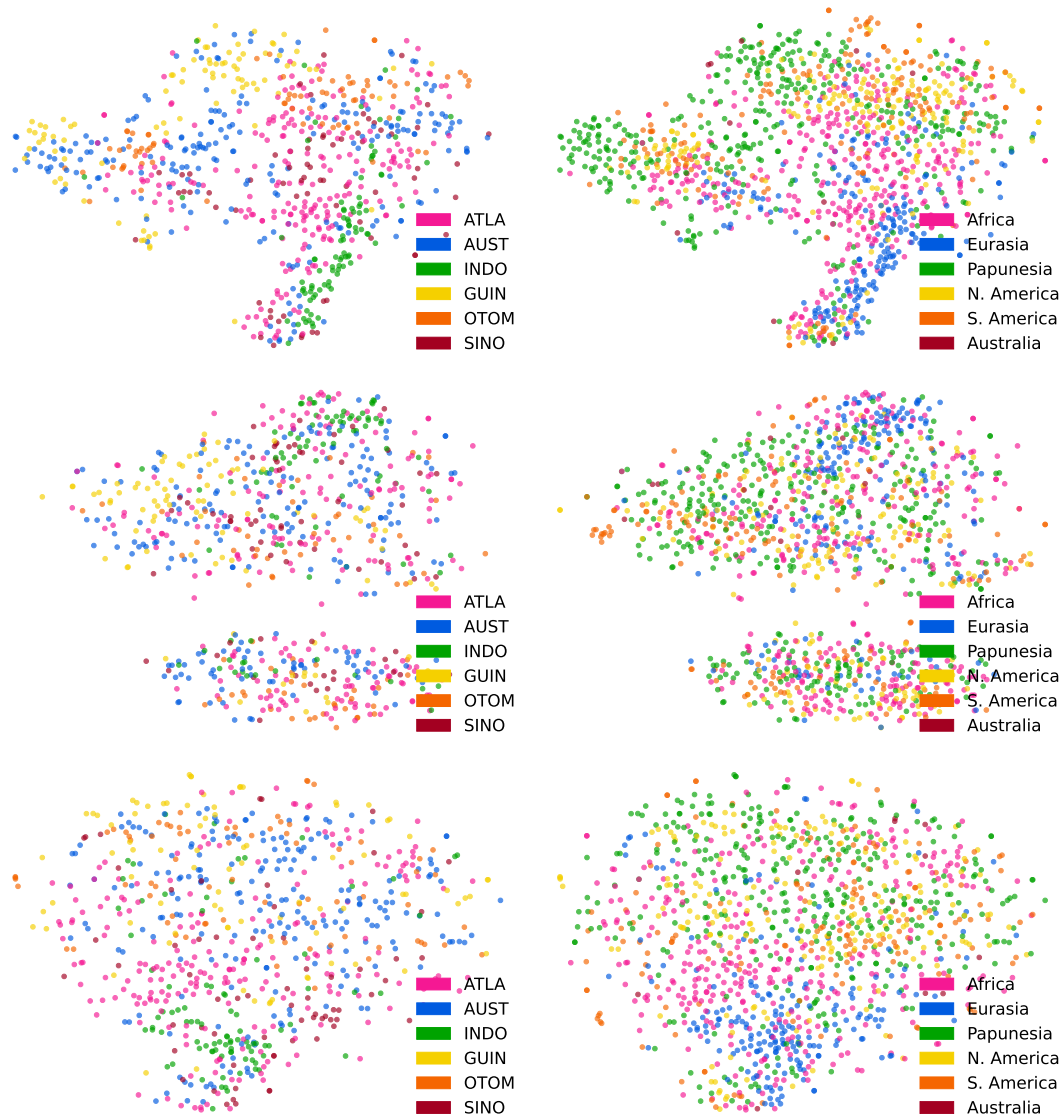 ATLA
AUST
INDO
GUIN
OTOM
SINO
Africa
Eurasia
Papunesia
N. America
S. America
Australia
ATLA
AUST
INDO
GUIN
OTOM
SINO
Africa
Eurasia
Papunesia
N. America
S. America
Australia
ATLA
AUST
INDO
GUIN
OTOM
SINO
Africa
Eurasia
Papunesia
N. America
S. America
Australia